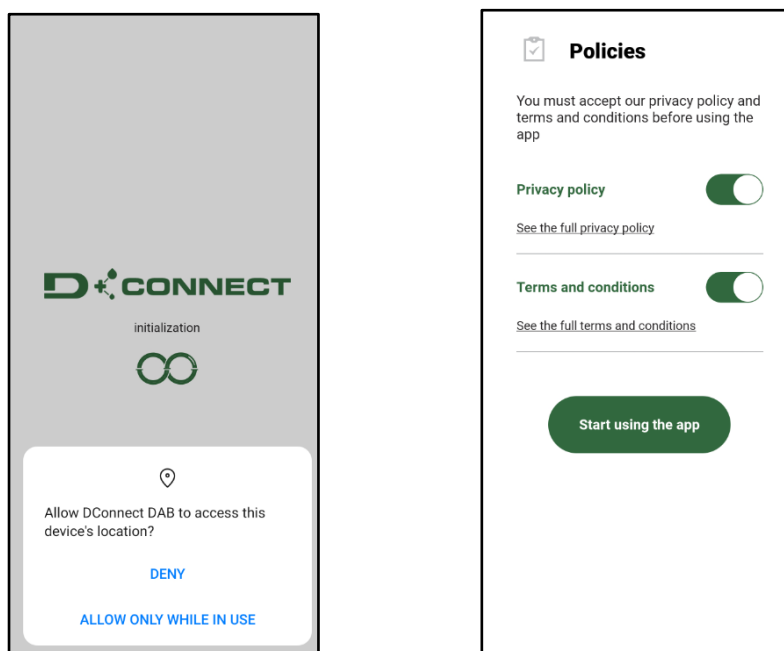 D+CONNECT
initialization
Allow DConnect DAB to access this
device's location?
DENY
ALLOW ONLY WHILE IN USE
Policies
You must accept our privacy policy and
terms and conditions before using the
app
Privacy policy
See the full privacy policy
Terms and conditions
See the full terms and conditions
Start using the app